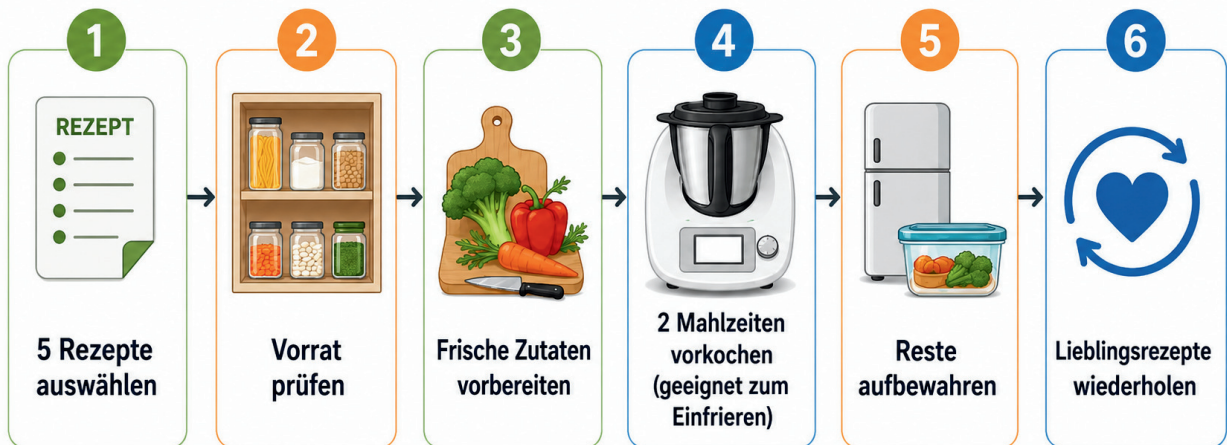 1
REZEPT
5 Rezepte
auswählen
2
Vorrat
prüfen
3
Frische Zutaten
vorbereiten
4
2 Mahlzeiten
vorkochen
(geeignet zum
Einfrieren)
5
Reste
aufbewahren
6
Lieblingsrezepte
wiederholen